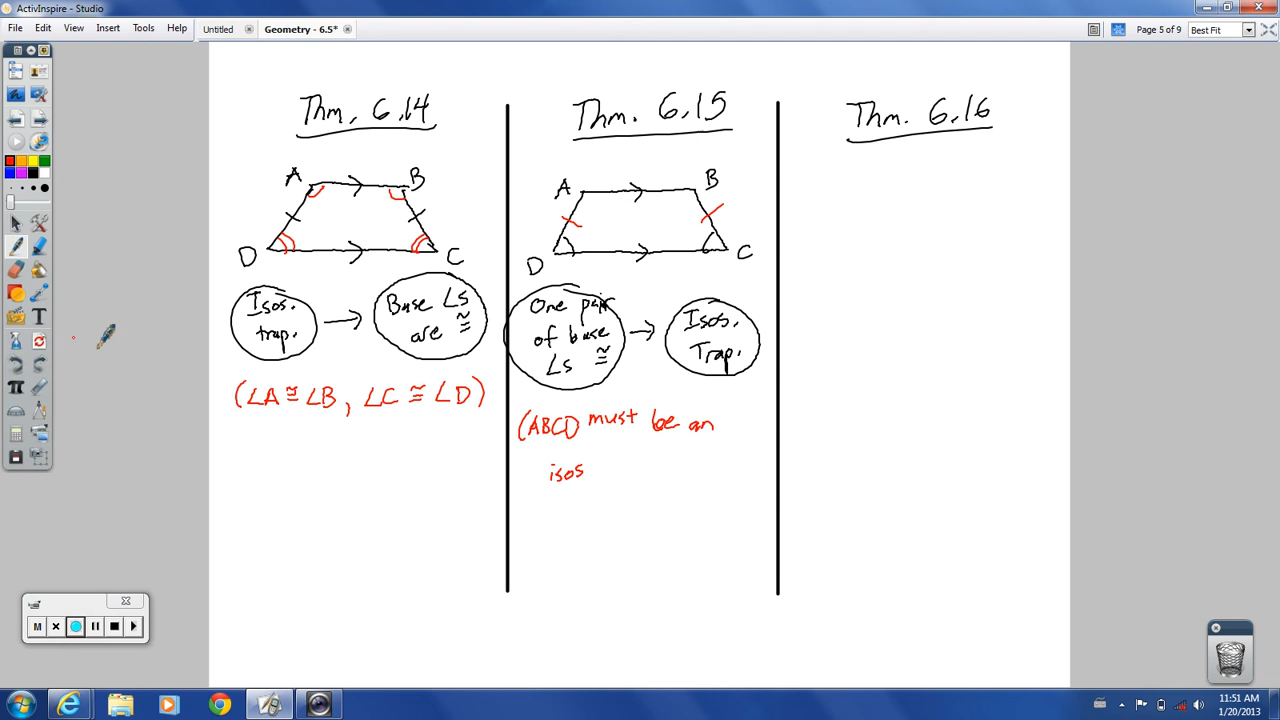 ActivInspire - Studio
File Edit View Insert Tools Help
Untitled
Geometry - 6.5*
Page 5 of 9
Best Fit
Thm. 6.14
A B
D C
Isos. trap. → Base ∠s are ≅
(∠A ≅ ∠B, ∠C ≅ ∠D)
Thm. 6.15
A B
D C
One pair of base ∠s ≅ → Isos. Trap.
(ABCD must be an
isos
Thm. 6.16
M
11:51 AM
1/20/2013